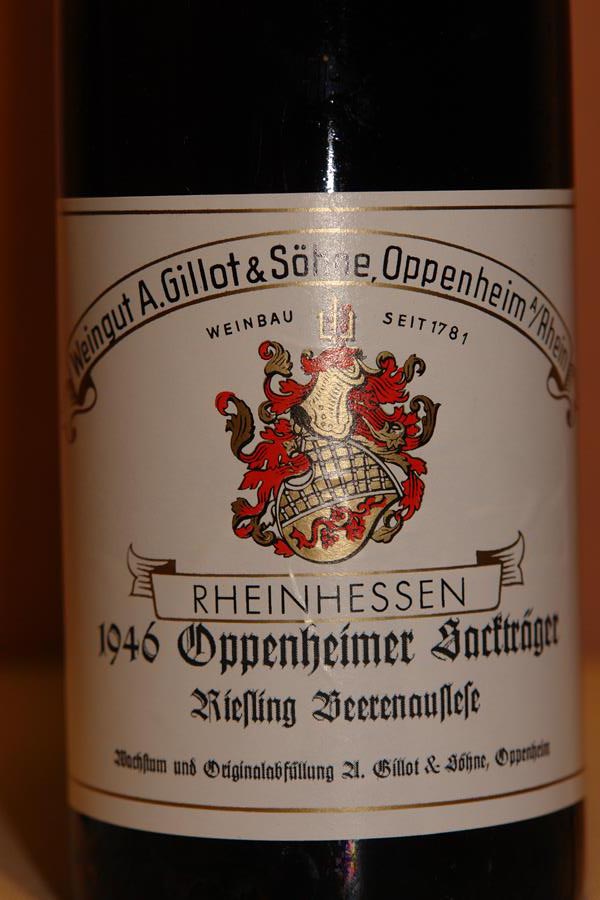 Weingut A. Gillot & Söhne, Oppenheim A/Rhein
WEINBAU SEIT 1781
RHEINHESSEN
1946 Oppenheimer Sackträger
Riesling Beerenauslese
Wachstum und Originalabfüllung A. Gillot & Söhne, Oppenheim